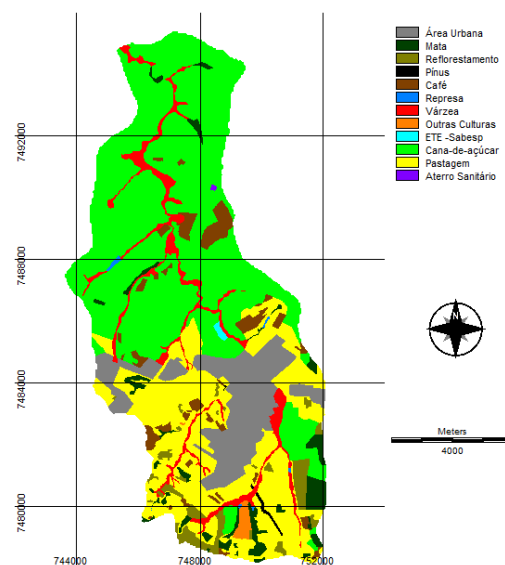 Área Urbana
Mata
Reflorestamento
Pinus
Café
Represa
Várzea
Outras Culturas
ETE -Sabesp
Cana-de-açúcar
Pastagem
Aterro Sanitário
7492000
7488000
7484000
7480000
Meters
4000
744000
748000
752000